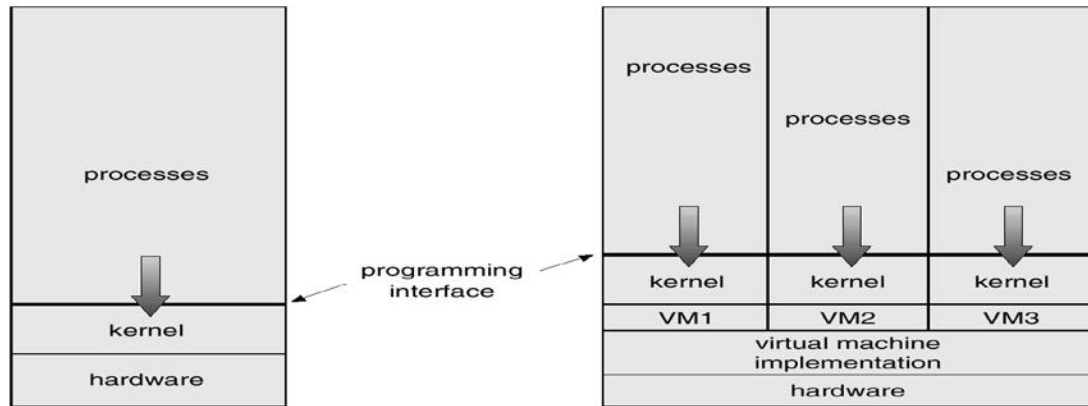 processes
kernel
hardware
programming
interface
processes
processes
processes
kernel
kernel
kernel
VM1
VM2
VM3
virtual machine
implementation
hardware